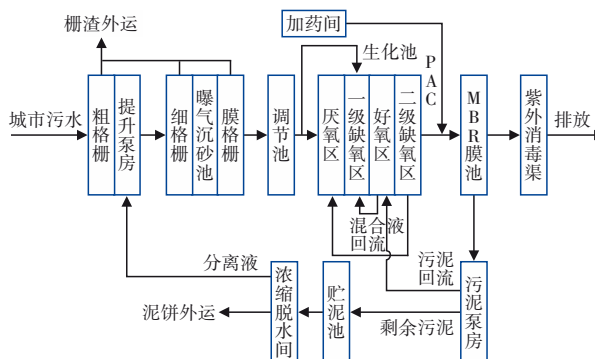 栅渣外运
加药间
生化池
PAC
城市污水
粗格栅
提升泵房
细格栅
曝气沉砂池
膜格栅
调节池
厌氧区
一级缺氧区
好氧区
二级缺氧区
MBR膜池
紫外消毒渠
排放
混合液
回流
分离液
污泥
回流
泥饼外运
浓缩脱水间
贮泥池
剩余污泥
污泥泵房